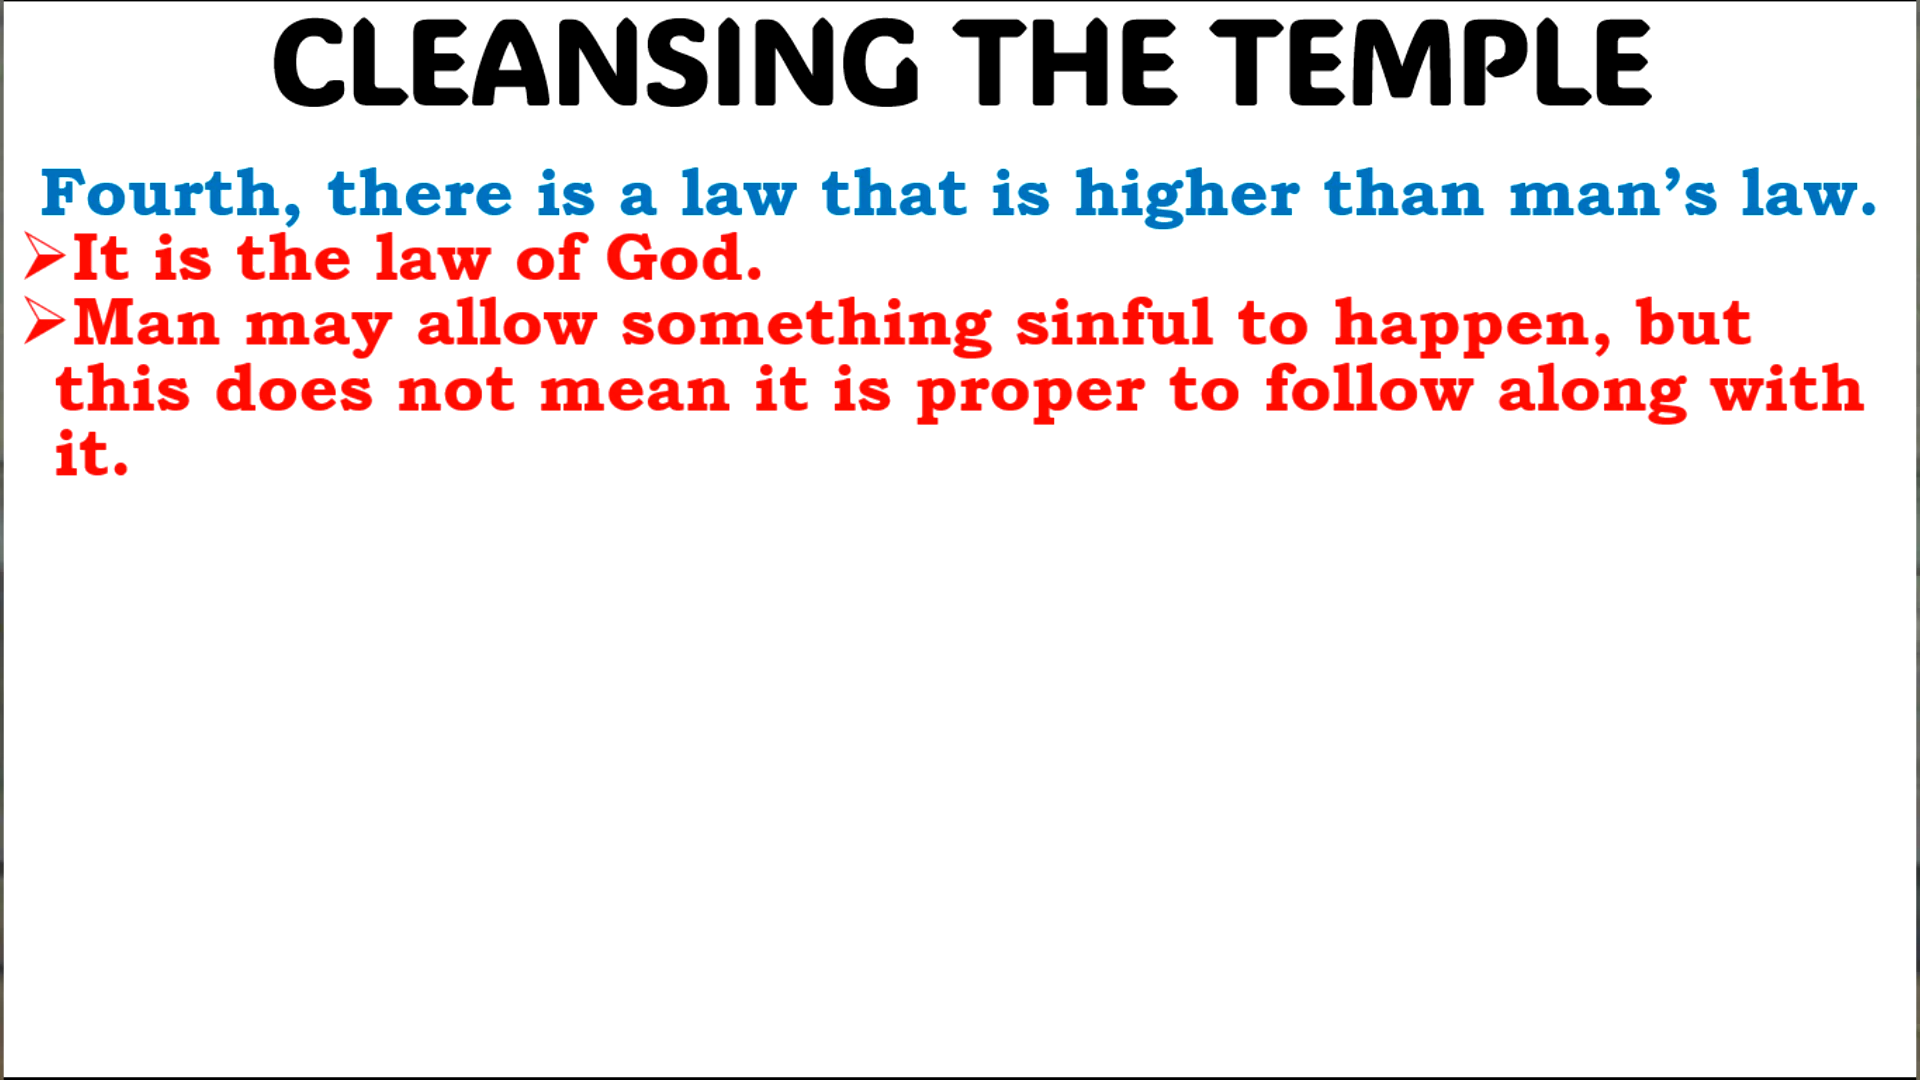 CLEANSING THE TEMPLE
Fourth, there is a law that is higher than man’s law.
➢It is the law of God.
➢Man may allow something sinful to happen, but
this does not mean it is proper to follow along with
it.